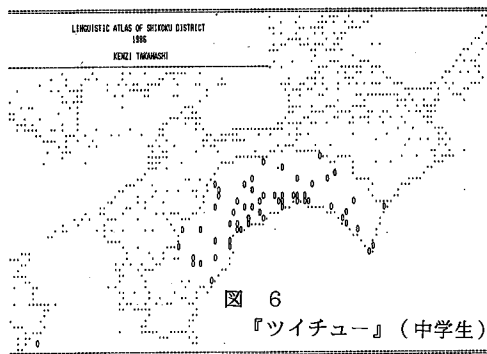 LINGUISTIC ATLAS OF SHIKOKU DISTRICT
1986
KENZI TAKAHASHI
図 6
『ツイチュー』(中学生)